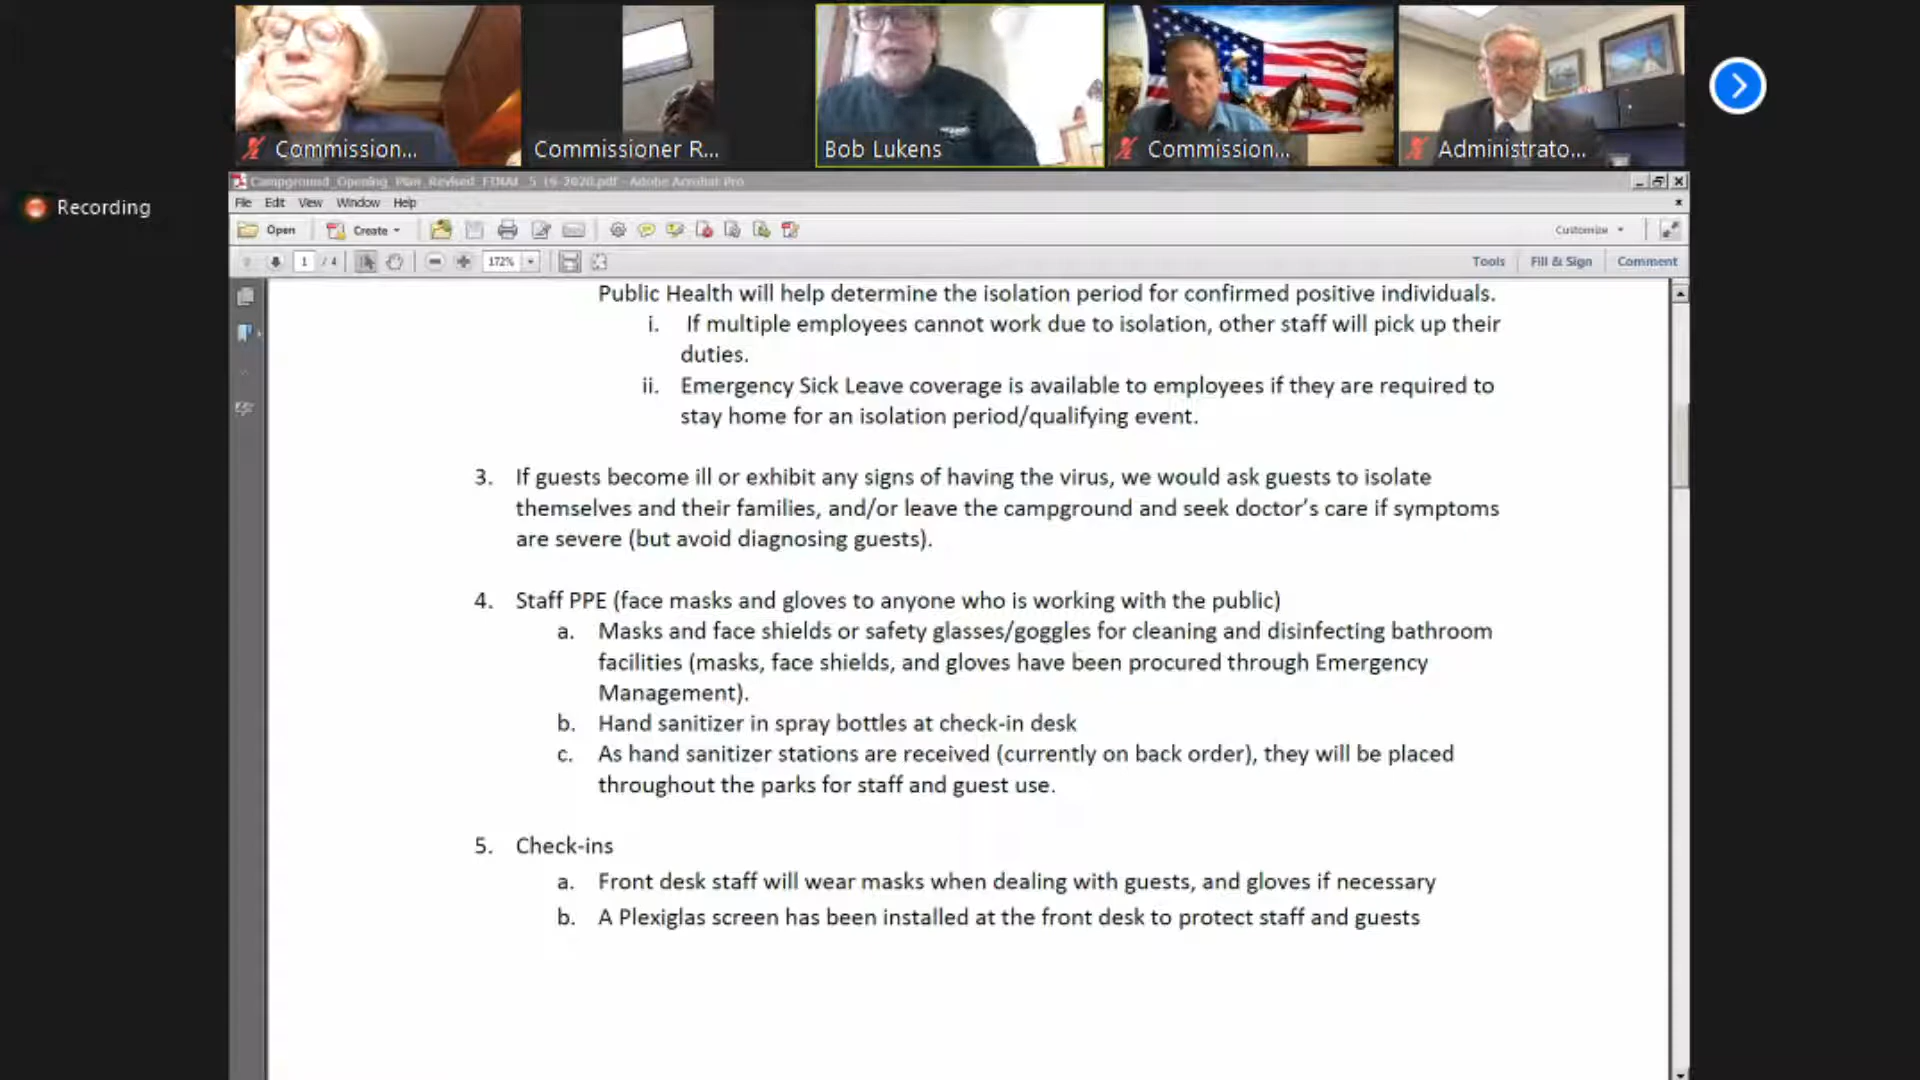 Commission...
Commissioner R...
Bob Lukens
Commission...
Administrato...
Recording
Campground_Opening_Plan_Revised_FINAL_5_19-2020.pdf - Adobe Acrobat Pro
File Edit View Window Help
Open Create Customize
1 / 4 172% Tools Fill & Sign Comment
Public Health will help determine the isolation period for confirmed positive individuals.
i. If multiple employees cannot work due to isolation, other staff will pick up their
duties.
ii. Emergency Sick Leave coverage is available to employees if they are required to
stay home for an isolation period/qualifying event.
3. If guests become ill or exhibit any signs of having the virus, we would ask guests to isolate
themselves and their families, and/or leave the campground and seek doctor’s care if symptoms
are severe (but avoid diagnosing guests).
4. Staff PPE (face masks and gloves to anyone who is working with the public)
a. Masks and face shields or safety glasses/goggles for cleaning and disinfecting bathroom
facilities (masks, face shields, and gloves have been procured through Emergency
Management).
b. Hand sanitizer in spray bottles at check-in desk
c. As hand sanitizer stations are received (currently on back order), they will be placed
throughout the parks for staff and guest use.
5. Check-ins
a. Front desk staff will wear masks when dealing with guests, and gloves if necessary
b. A Plexiglas screen has been installed at the front desk to protect staff and guests